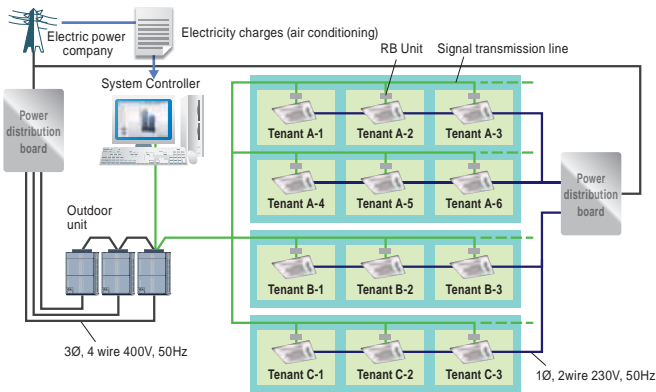 Electric power
company
Electricity charges (air conditioning)
RB Unit
Signal transmission line
System Controller
Power
distribution
board
Tenant A-1
Tenant A-2
Tenant A-3
Tenant A-4
Tenant A-5
Tenant A-6
Power
distribution
board
Outdoor
unit
Tenant B-1
Tenant B-2
Tenant B-3
3Ø, 4 wire 400V, 50Hz
Tenant C-1
Tenant C-2
Tenant C-3
1Ø, 2wire 230V, 50Hz